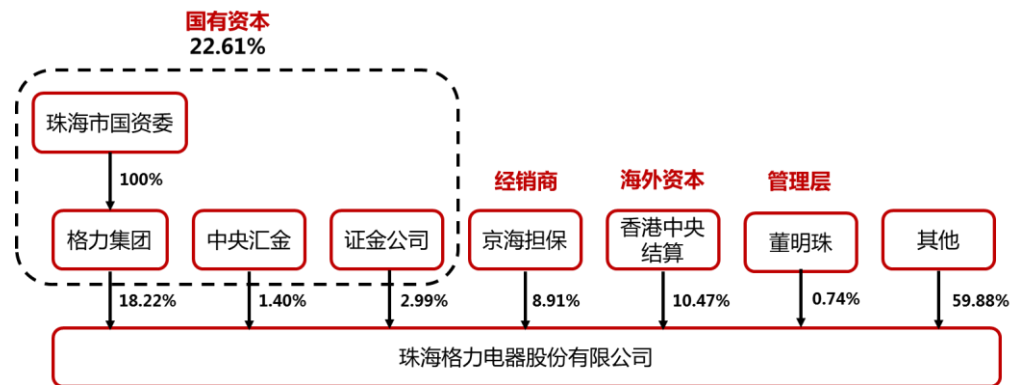 国有资本
22.61%
珠海市国资委
100%
经销商
海外资本
管理层
格力集团
中央汇金
证金公司
京海担保
香港中央
结算
董明珠
其他
18.22%
1.40%
2.99%
8.91%
10.47%
0.74%
59.88%
珠海格力电器股份有限公司